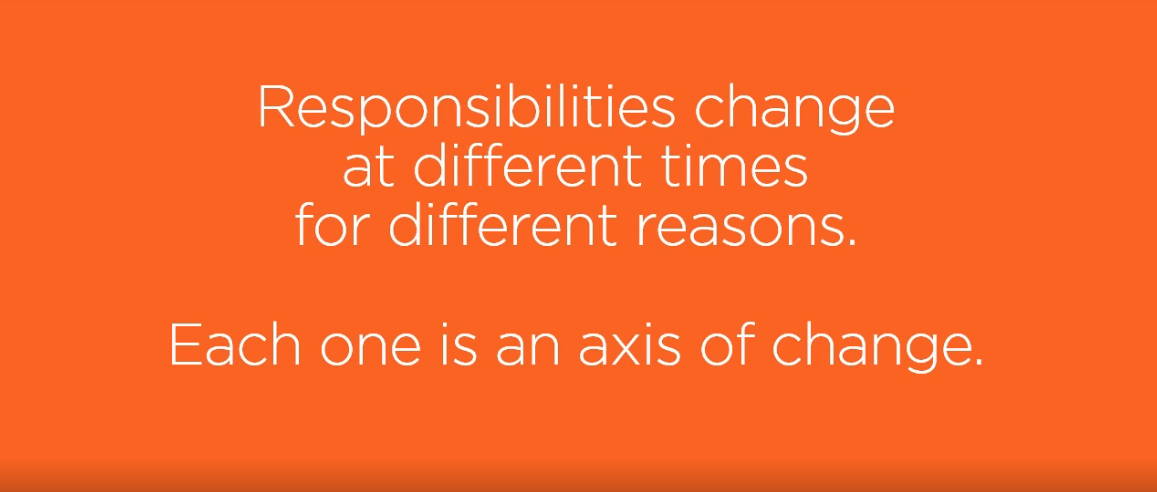 Responsibilities change
at different times
for different reasons.
Each one is an axis of change.